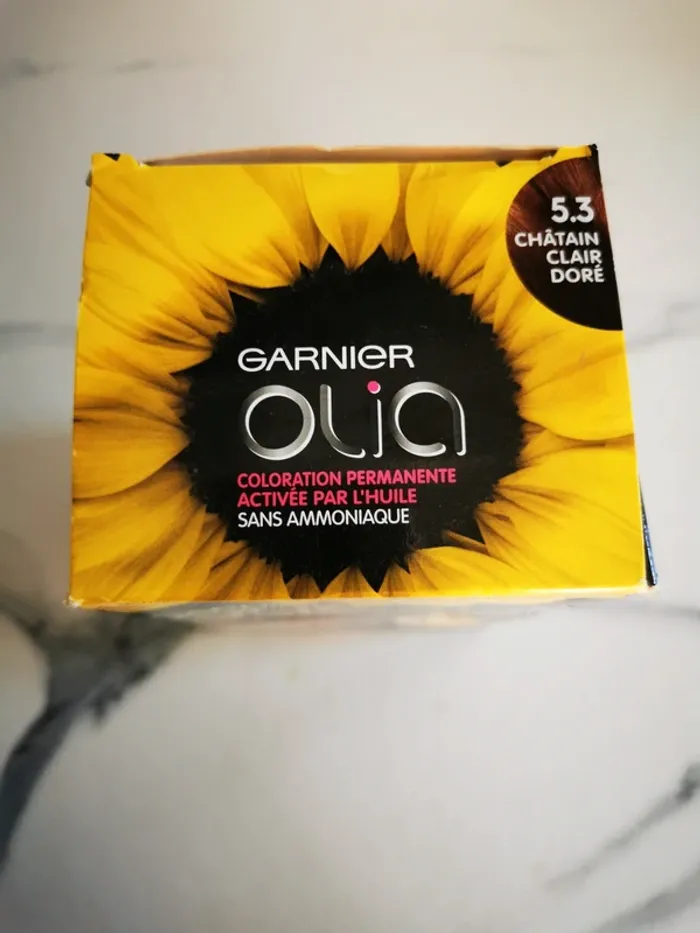 5.3
CHÂTAIN
CLAIR
DORÉ
GARNIER
OLIA
COLORATION PERMANENTE
ACTIVÉE PAR L'HUILE
SANS AMMONIAQUE